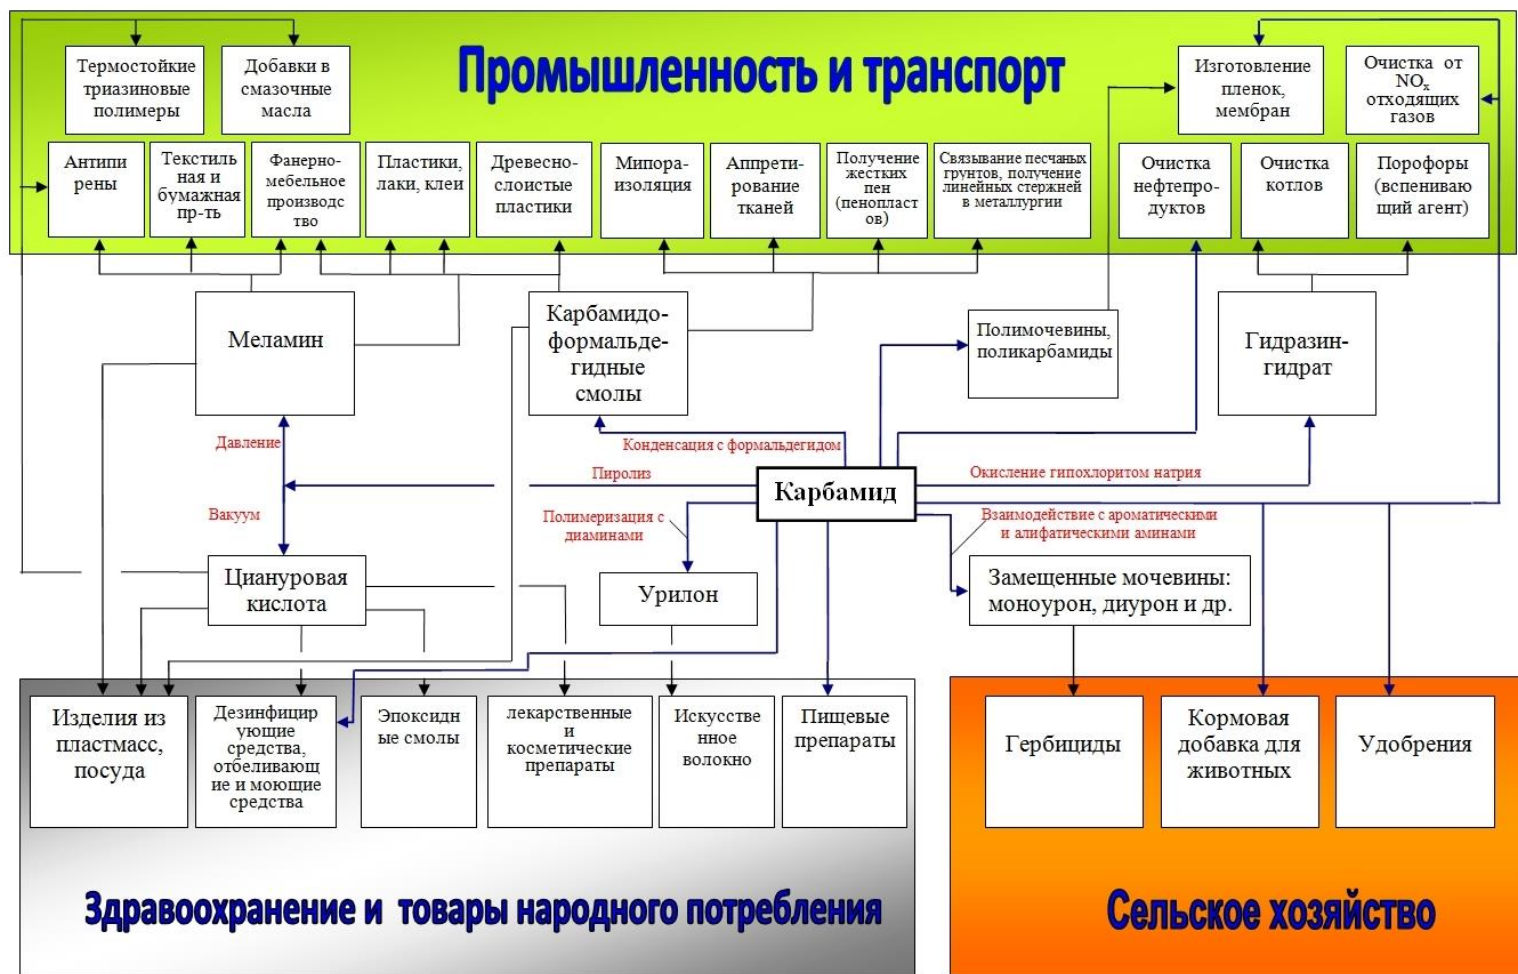 Промышленность и транспорт
Термостойкие
триазиновые
полимеры
Добавки в
смазочные
масла
Изготовление
пленок,
мембран
Очистка от
NOx
отходящих
газов
Антипи
рены
Текстиль
ная и
бумажная
пр-ть
Фанерно-
мебельное
производс
тво
Пластики,
лаки, клеи
Древесно-
слоистые
пластики
Мипора-
изоляция
Аппрети-
рование
тканей
Получение
жестких
пен
(пенопласт
ов)
Связывание песчаных
грунтов, получение
линейных стержней
в металлургии
Очистка
нефтепро-
дуктов
Очистка
котлов
Порофоры
(вспениваю
щий агент)
Меламин
Карбамидо-
формальде-
гидные
смолы
Полимочевины,
поликарбамиды
Гидразин-
гидрат
Давление
Конденсация с формальдегидом
Пиролиз
Карбамид
Окисление гипохлоритом натрия
Вакуум
Полимеризация с
диаминами
Взаимодействие с ароматическими
и алифатическими аминами
Циануровая
кислота
Урилон
Замещенные мочевины:
моноурон, диурон и др.
Изделия из
пластмасс,
посуда
Дезинфицир
ующие
средства,
отбеливающ
ие и моющие
средства
Эпоксидн
ые смолы
лекарственные
и
косметические
препараты
Искусстве
нное
волокно
Пищевые
препараты
Гербициды
Кормовая
добавка для
животных
Удобрения
Здравоохранение и товары народного потребления
Сельское хозяйство